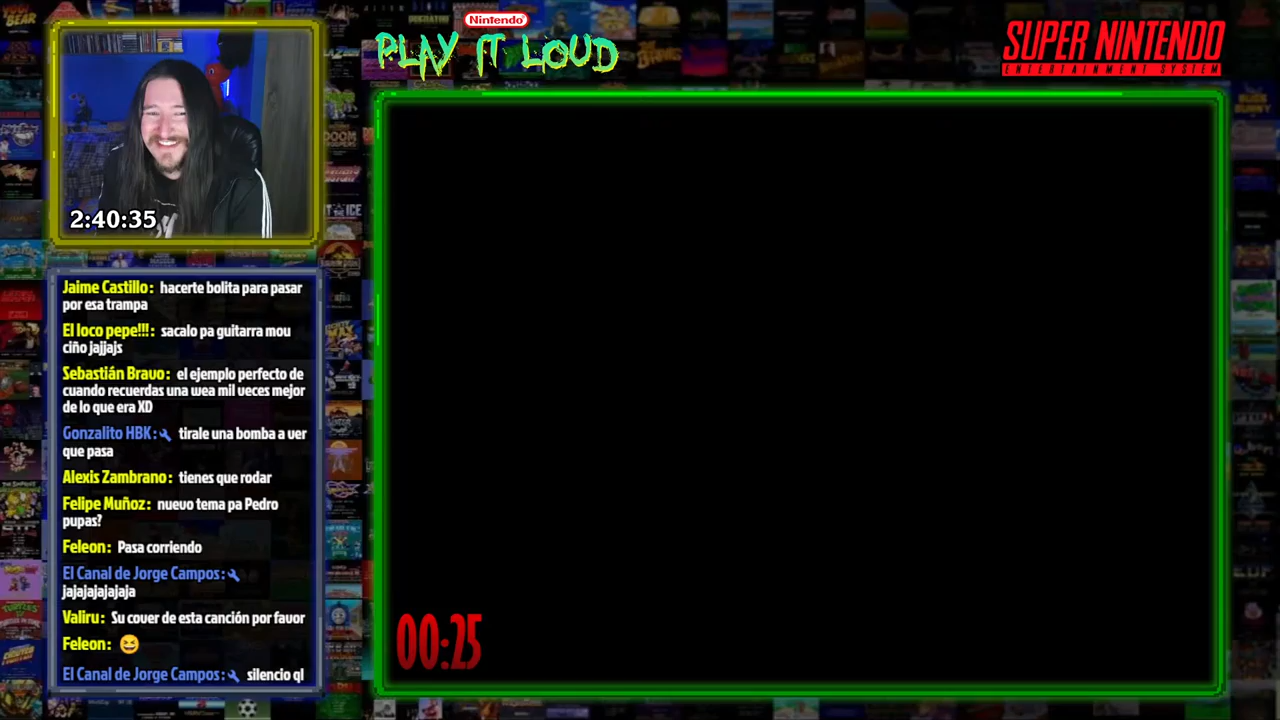 Nintendo
PLAY IT LOUD
SUPER NINTENDO
ENTERTAINMENT SYSTEM
2:40:35
Jaime Castillo: hacerte bolita para pasar
por esa trampa
El loco pepe!!!: sacalo pa guitarra mou
ciño jajjajs
Sebastián Bravo: el ejemplo perfecto de
cuando recuerdas una wea mil veces mejor
de lo que era XD
Gonzalito HBK: tirale una bomba a ver
que pasa
Alexis Zambrano: tienes que rodar
Felipe Muñoz: nuevo tema pa Pedro
pupas?
Feleon: Pasa corriendo
El Canal de Jorge Campos:
jajajajajaja
Valiru: Su cover de esta canción por favor
Feleon: 😆
El Canal de Jorge Campos: silencio ql
00:25